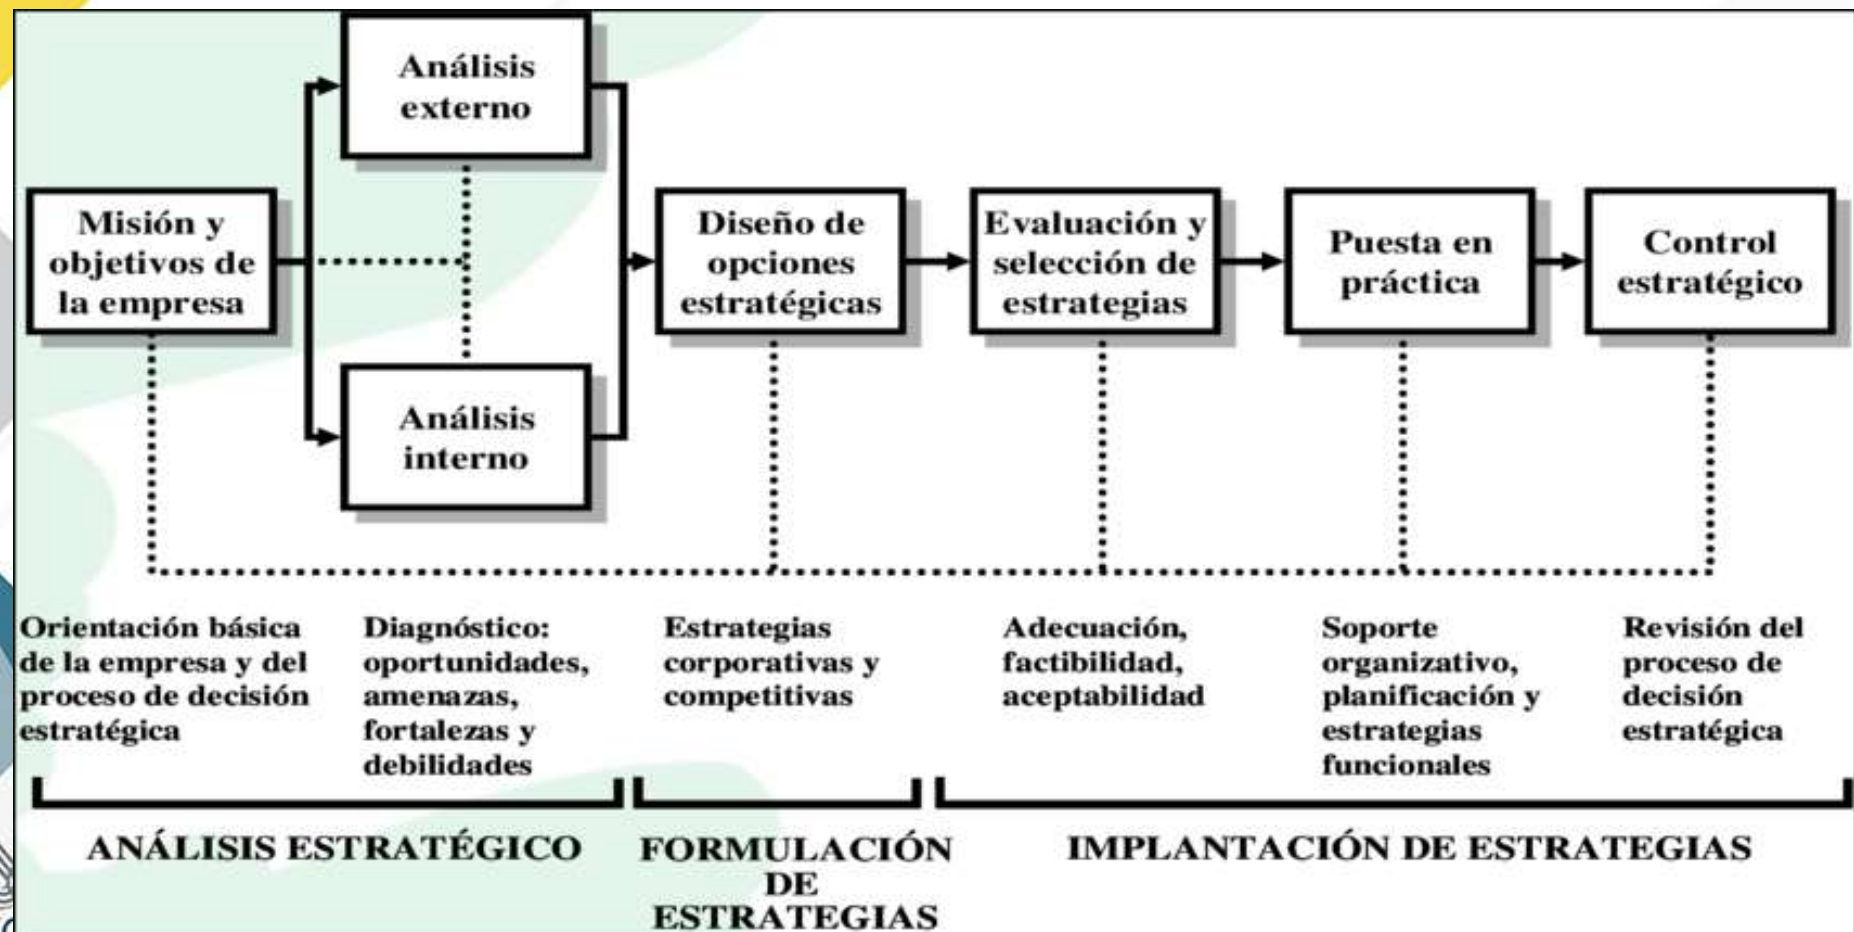 Análisis
externo
Misión y
objetivos de
la empresa
Análisis
interno
Diseño de
opciones
estratégicas
Evaluación y
selección de
estrategias
Puesta en
práctica
Control
estratégico
Orientación básica
de la empresa y del
proceso de decisión
estratégica
Diagnóstico:
oportunidades,
amenazas,
fortalezas y
debilidades
Estrategias
corporativas y
competitivas
Adecuación,
factibilidad,
aceptabilidad
Soporte
organizativo,
planificación y
estrategias
funcionales
Revisión del
proceso de
decisión
estratégica
ANÁLISIS ESTRATÉGICO
FORMULACIÓN
DE
ESTRATEGIAS
IMPLANTACIÓN DE ESTRATEGIAS